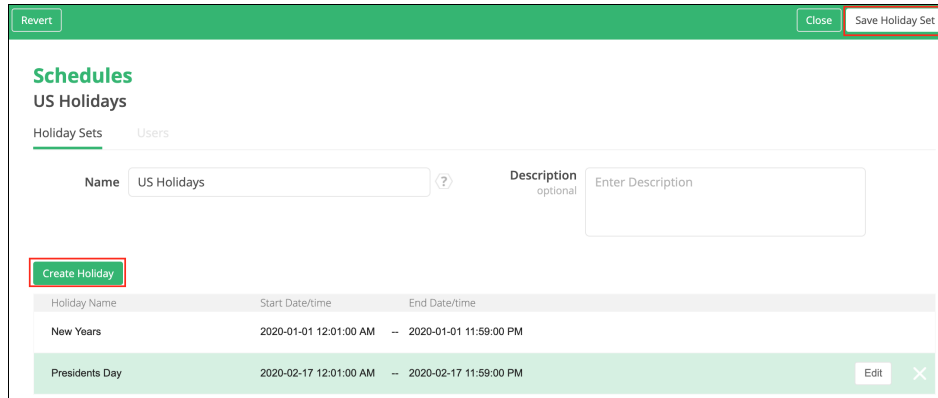 Revert Close Save Holiday Set
Schedules
US Holidays
Holiday Sets Users
Name US Holidays ? Description optional Enter Description
Create Holiday
Holiday Name Start Date/time End Date/time
New Years 2020-01-01 12:01:00 AM -- 2020-01-01 11:59:00 PM
Presidents Day 2020-02-17 12:01:00 AM -- 2020-02-17 11:59:00 PM Edit